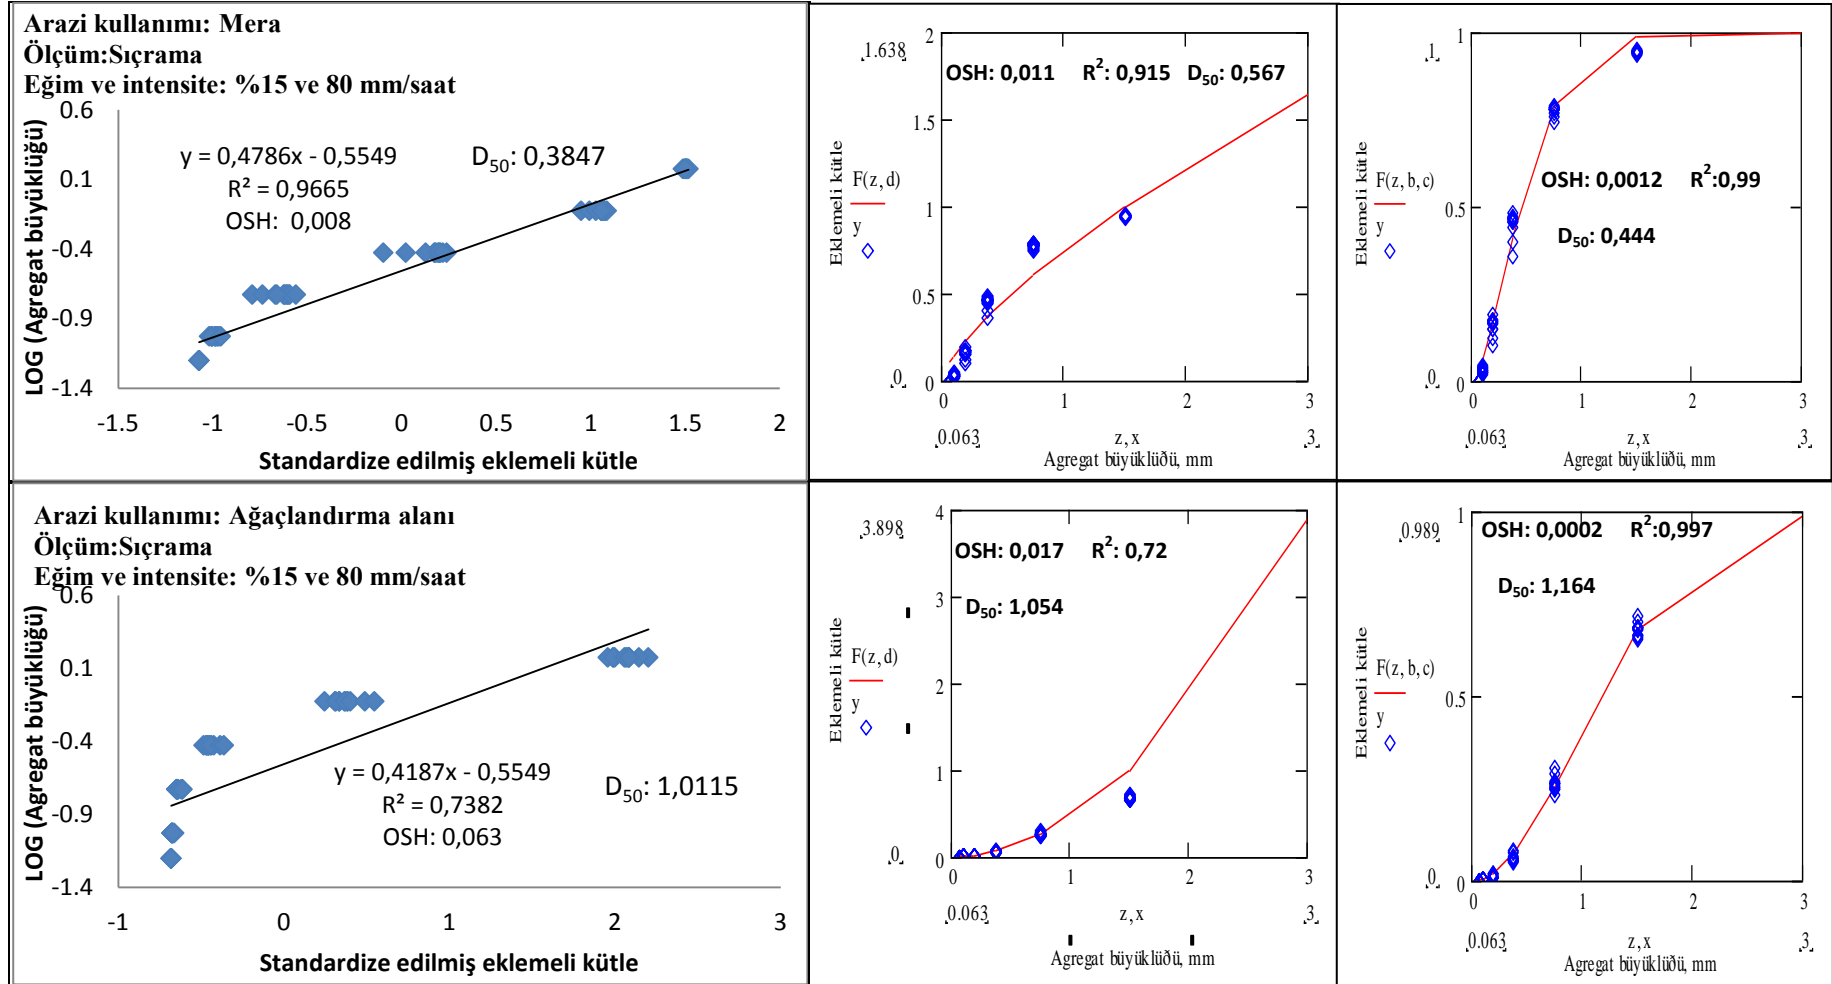 Arazi kullanımı: Mera
Ölçüm:Sıçrama
Eğim ve intensite: %15 ve 80 mm/saat
LOG (Agregat büyüklüğü)
0.6
0.1
-0.4
-0.9
-1.4
y = 0,4786x - 0,5549
R² = 0,9665
OSH: 0,008
D50: 0,3847
-1.5 -1 -0.5 0 0.5 1 1.5 2
Standardize edilmiş eklemeli kütle
1.638
0
Eklemeli kütle
F(z,d)
y
2
1.5
1
0.5
0
OSH: 0,011 R²: 0,915 D50: 0,567
0 1 2 3
0.063 z,x 3
Agregat büyüklüðü, mm
1
0
Eklemeli kütle
F(z,b,c)
y
1
0.5
0
OSH: 0,0012 R²:0,99
D50: 0,444
0 1 2 3
0.063 z,x 3
Agregat büyüklüðü, mm
Arazi kullanımı: Ağaçlandırma alanı
Ölçüm:Sıçrama
Eğim ve intensite: %15 ve 80 mm/saat
LOG (Agregat büyüklüğü)
0.6
0.1
-0.4
-0.9
-1.4
y = 0,4187x - 0,5549
R² = 0,7382
OSH: 0,063
D50: 1,0115
-1 0 1 2 3
Standardize edilmiş eklemeli kütle
3.898
0
Eklemeli kütle
F(z,d)
y
4
3
2
1
0
OSH: 0,017 R²: 0,72
D50: 1,054
0 1 2 3
0.063 z,x 3
Agregat büyüklüðü, mm
0.989
0
Eklemeli kütle
F(z,b,c)
y
1
0.5
0
OSH: 0,0002 R²:0,997
D50: 1,164
0 1 2 3
0.063 z,x 3
Agregat büyüklüðü, mm